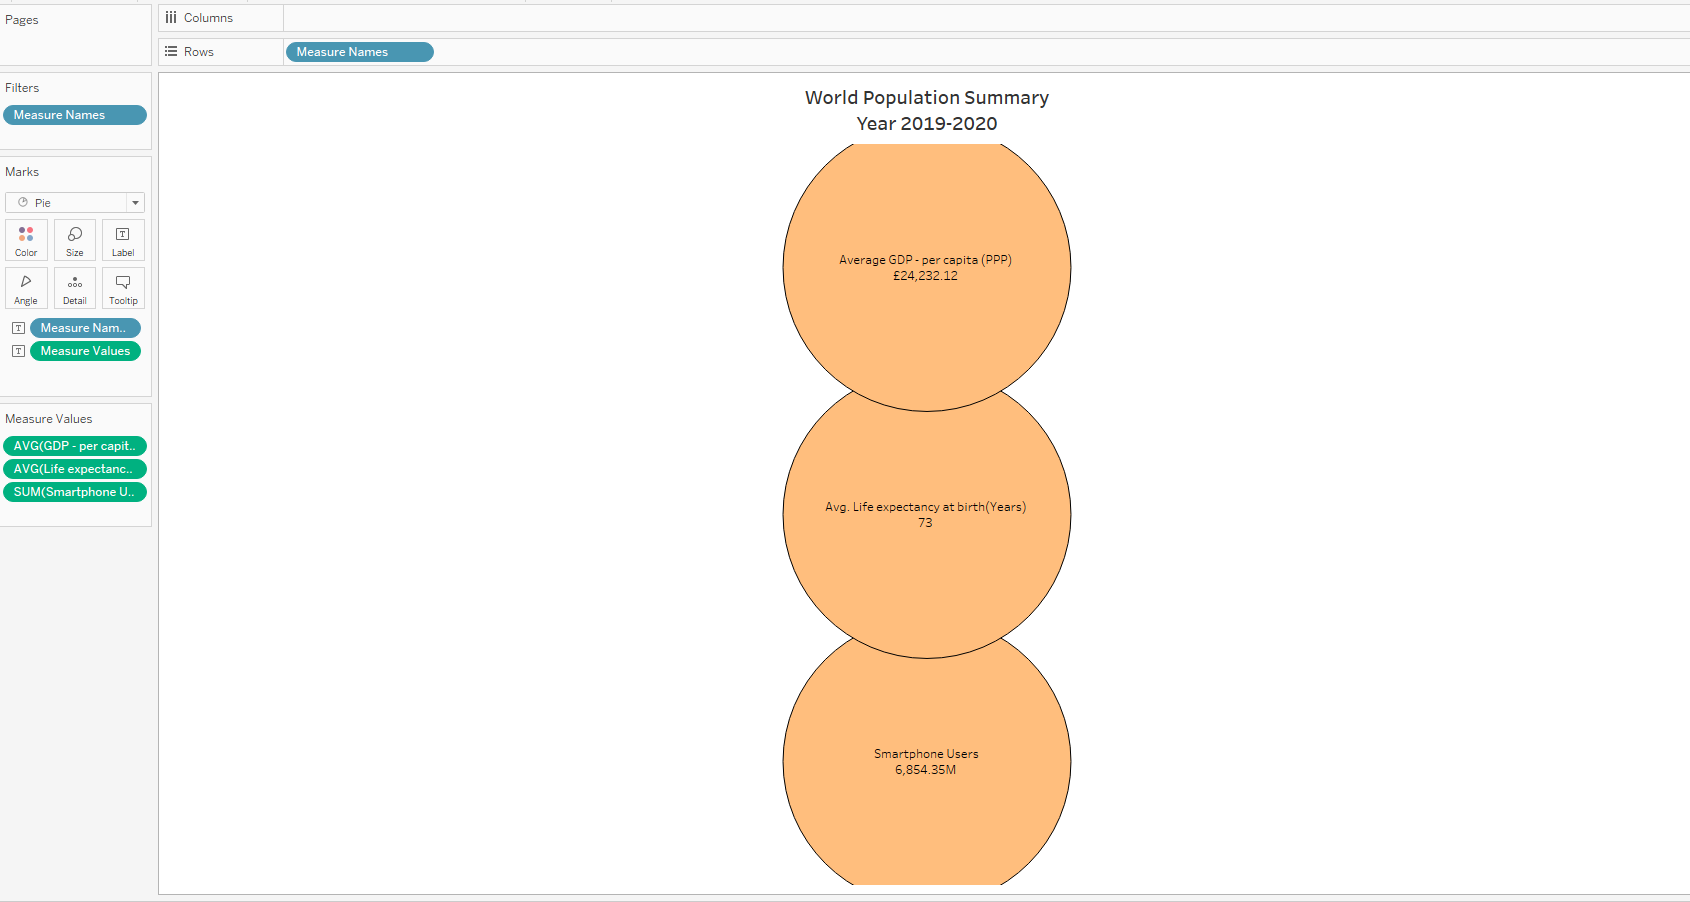 Pages
Columns
Rows
Measure Names
Filters
Measure Names
Marks
Pie
Color
Size
Label
Angle
Detail
Tooltip
Measure Nam..
Measure Values
Measure Values
AVG(GDP - per capit..
AVG(Life expectanc..
SUM(Smartphone U..
World Population Summary
Year 2019-2020
Average GDP - per capita (PPP)
£24,232.12
Avg. Life expectancy at birth(Years)
73
Smartphone Users
6,854.35M